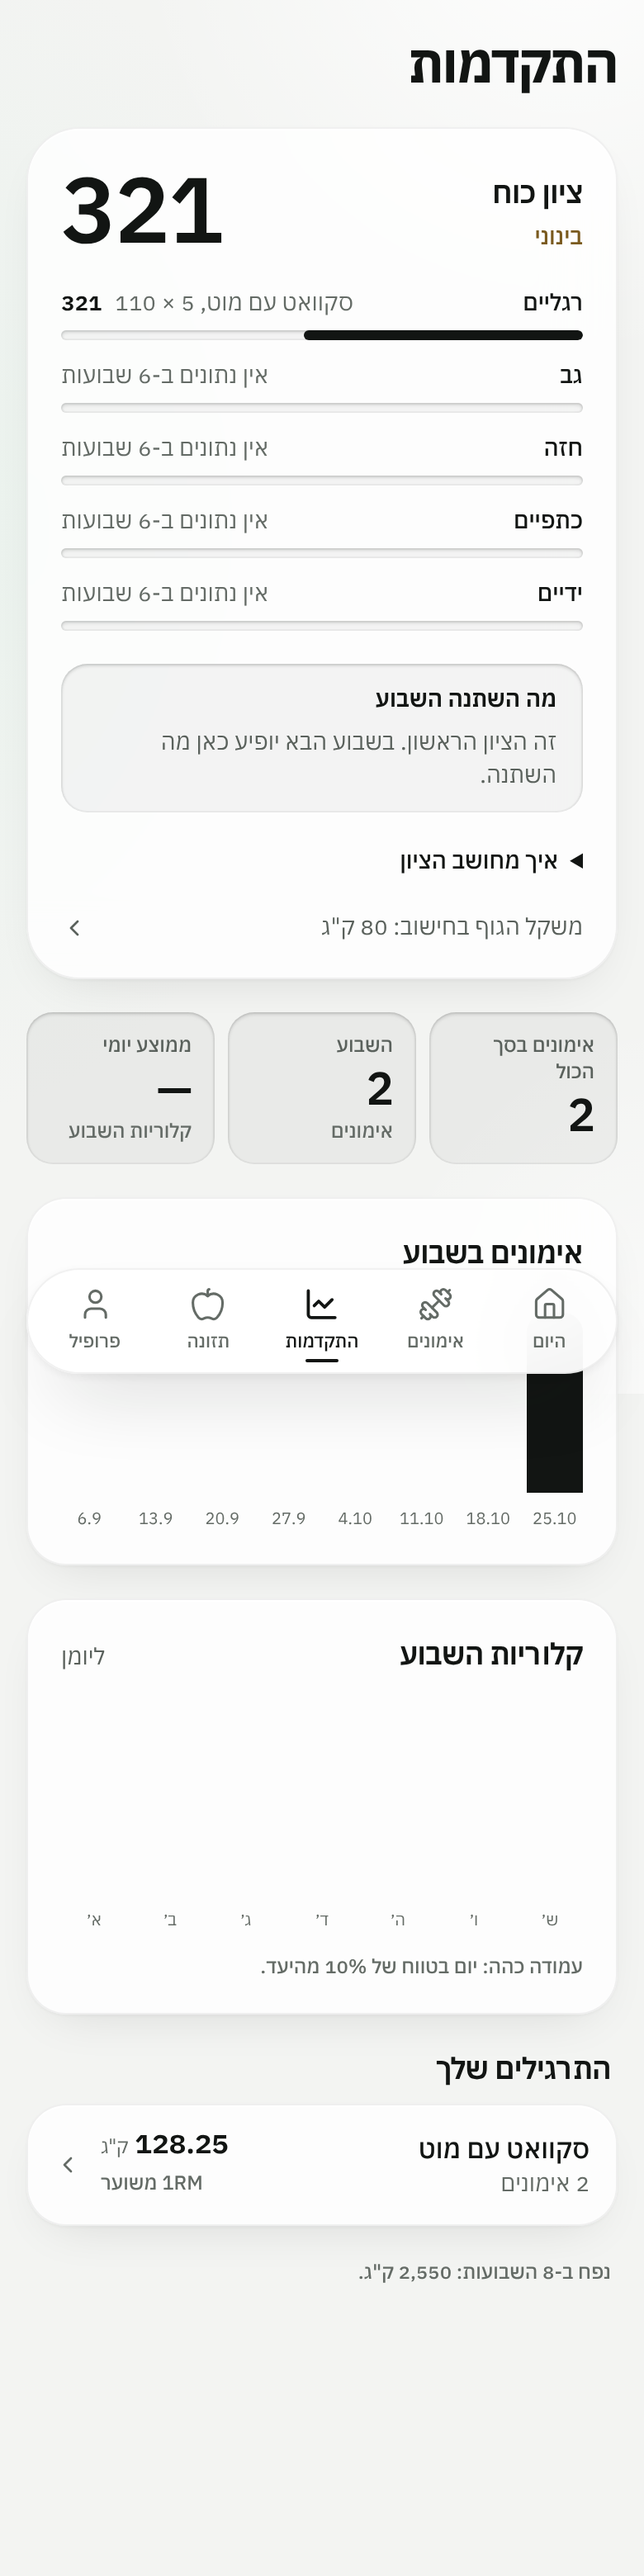 התקדמות
ציון כוח
321
בינוני
רגליים
סקוואט עם מוט, 5 × 110 321
גב
אין נתונים ב-6 שבועות
חזה
אין נתונים ב-6 שבועות
כתפיים
אין נתונים ב-6 שבועות
ידיים
אין נתונים ב-6 שבועות
מה השתנה השבוע
זה הציון הראשון. בשבוע הבא יופיע כאן מה
השתנה.
איך מחושב הציון
משקל הגוף בחישוב: 80 ק"ג
אימונים בסך
הכול
2
השבוע
2
אימונים
ממוצע יומי
—
קלוריות השבוע
אימונים בשבוע
היום
אימונים
התקדמות
תזונה
פרופיל
25.10
18.10
11.10
4.10
27.9
20.9
13.9
6.9
קלוריות השבוע
ליומן
ש׳
ו׳
ה׳
ד׳
ג׳
ב׳
א׳
עמודה כהה: יום בטווח של 10% מהיעד.
התרגילים שלך
סקוואט עם מוט
2 אימונים
128.25 ק"ג
1RM משוער
נפח ב-8 השבועות: 2,550 ק"ג.